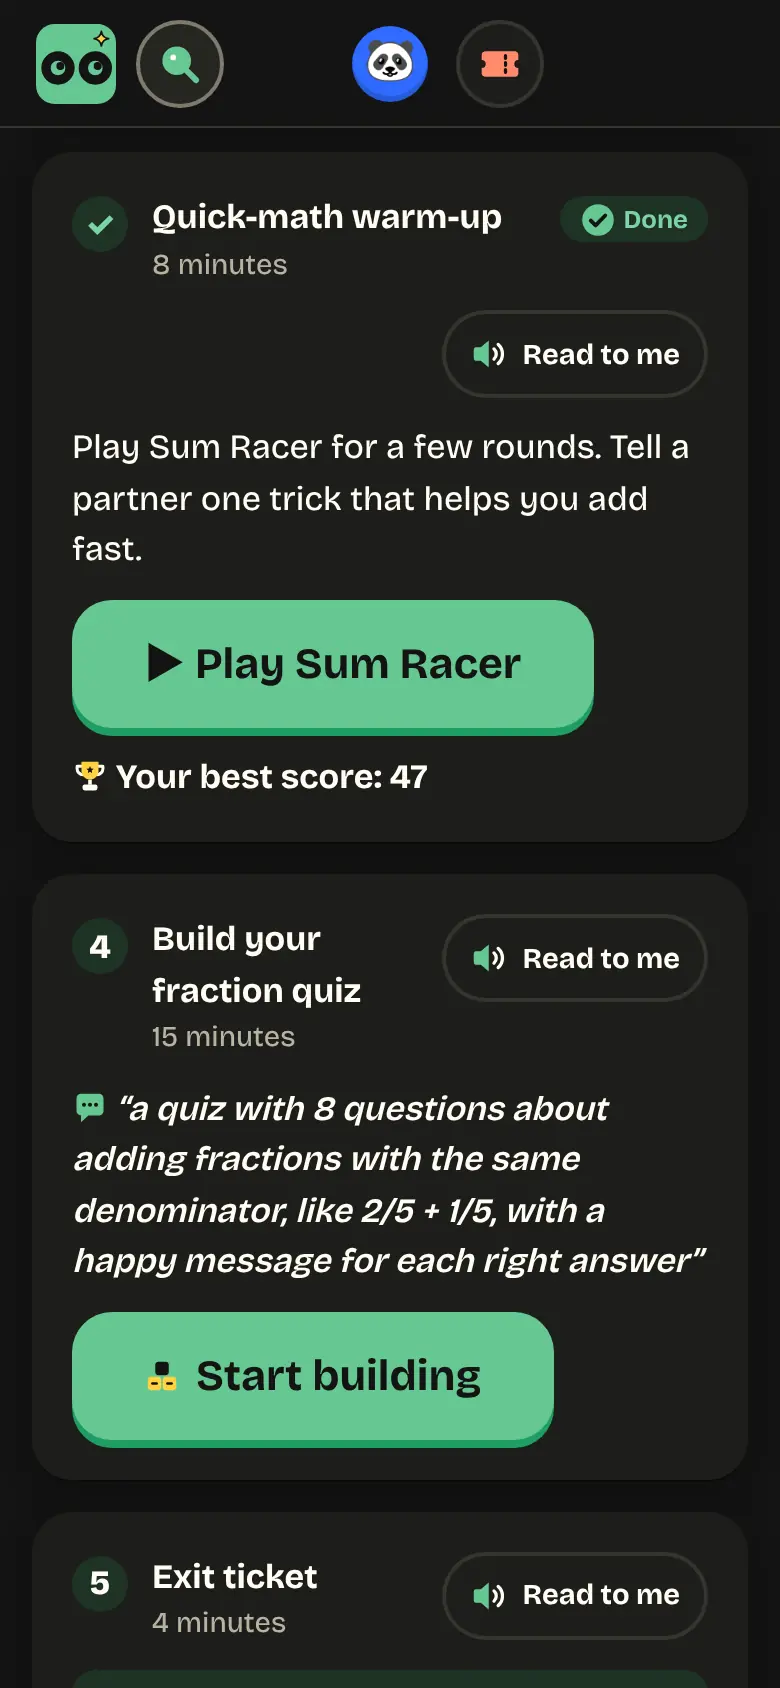 Quick-math warm-up
Done
8 minutes
Read to me
Play Sum Racer for a few rounds. Tell a
partner one trick that helps you add
fast.
Play Sum Racer
Your best score: 47
4
Build your
fraction quiz
Read to me
15 minutes
“a quiz with 8 questions about
adding fractions with the same
denominator, like 2/5 + 1/5, with a
happy message for each right answer”
Start building
5
Exit ticket
Read to me
4 minutes